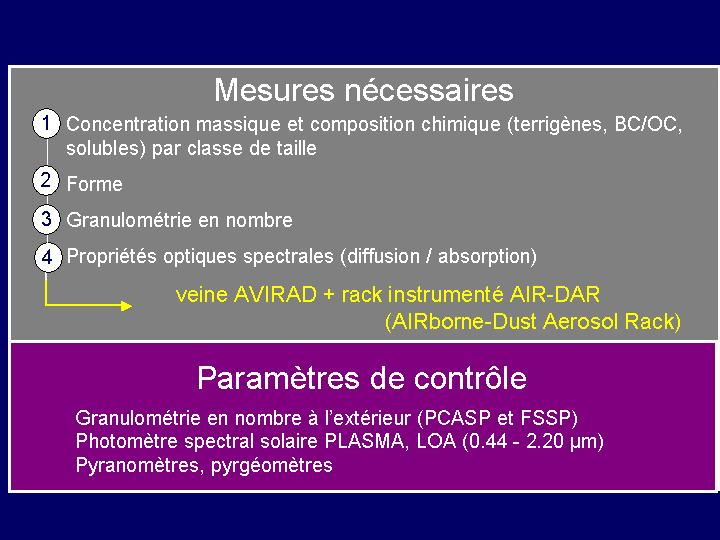 Mesures nécessaires
1 Concentration massique et composition chimique (terrigènes, BC/OC,
solubles) par classe de taille
2 Forme
3 Granulométrie en nombre
4 Propriétés optiques spectrales (diffusion / absorption)
veine AVIRAD + rack instrumenté AIR-DAR
(AIRborne-Dust Aerosol Rack)
Paramètres de contrôle
Granulométrie en nombre à l’extérieur (PCASP et FSSP)
Photomètre spectral solaire PLASMA, LOA (0.44 - 2.20 µm)
Pyranomètres, pyrgéomètres